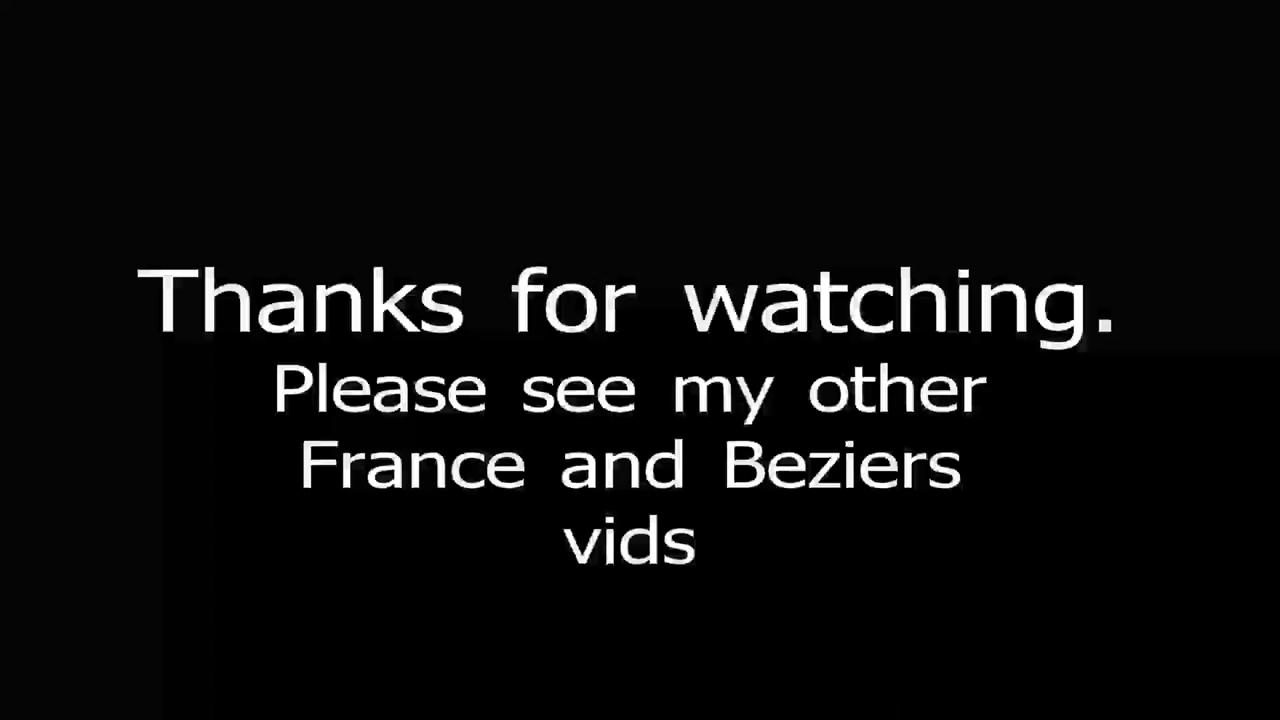 Thanks for watching.
Please see my other
France and Beziers
vids